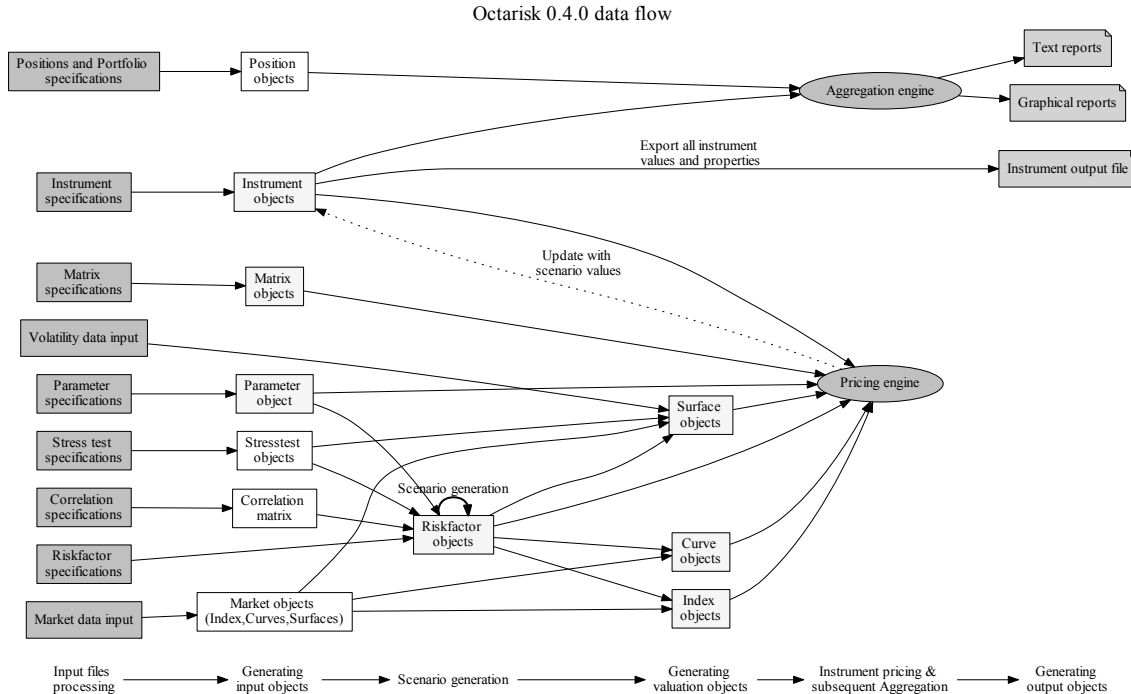 Octarisk 0.4.0 data flow
Positions and Portfolio
specifications
Position
objects
Aggregation engine
Text reports
Graphical reports
Export all instrument
values and properties
Instrument output file
Instrument
specifications
Instrument
objects
Update with
scenario values
Matrix
specifications
Matrix
objects
Volatility data input
Pricing engine
Parameter
specifications
Parameter
object
Surface
objects
Stress test
specifications
Stresstest
objects
Scenario generation
Correlation
specifications
Correlation
matrix
Riskfactor
objects
Riskfactor
specifications
Curve
objects
Market data input
Market objects
(Index,Curves,Surfaces)
Index
objects
Input files
processing
Generating
input objects
Scenario generation
Generating
valuation objects
Instrument pricing &
subsequent Aggregation
Generating
output objects